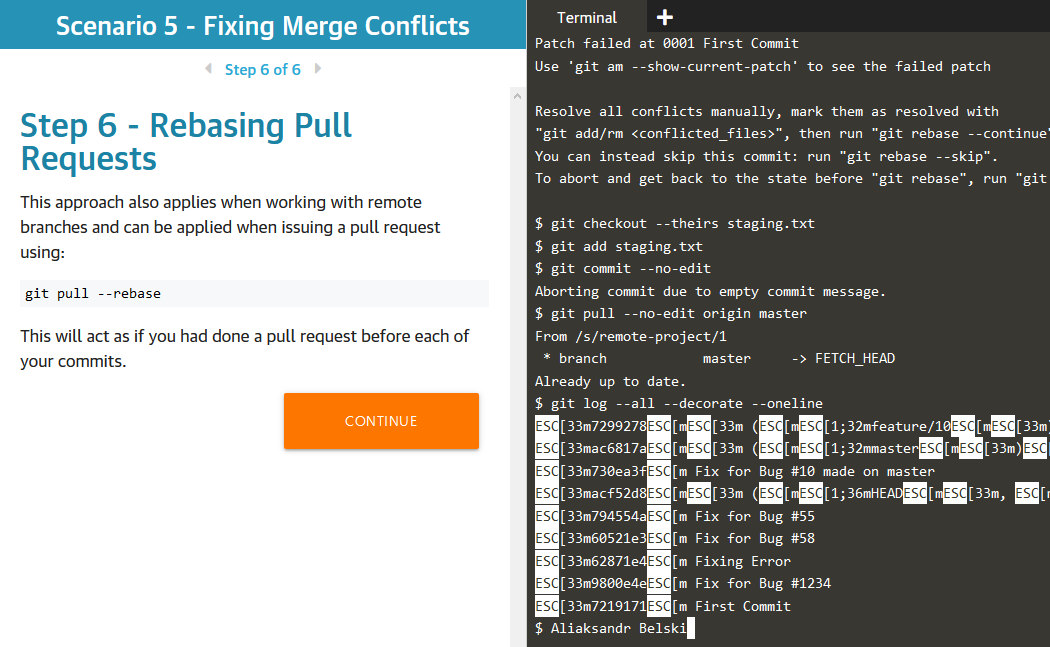 Scenario 5 - Fixing Merge Conflicts
Step 6 of 6
Step 6 - Rebasing Pull
Requests
This approach also applies when working with remote
branches and can be applied when issuing a pull request
using:
git pull --rebase
This will act as if you had done a pull request before each of
your commits.
CONTINUE
Terminal +
Patch failed at 0001 First Commit
Use 'git am --show-current-patch' to see the failed patch
Resolve all conflicts manually, mark them as resolved with
"git add/rm <conflicted_files>", then run "git rebase --continue"
You can instead skip this commit: run "git rebase --skip".
To abort and get back to the state before "git rebase", run "git
$ git checkout --theirs staging.txt
$ git add staging.txt
$ git commit --no-edit
Aborting commit due to empty commit message.
$ git pull --no-edit origin master
From /s/remote-project/1
 * branch            master     -> FETCH_HEAD
Already up to date.
$ git log --all --decorate --oneline
ESC[33m7299278ESC[mESC[33m (ESC[mESC[1;32mfeature/10ESC[mESC[33m)
ESC[33mac6817aESC[mESC[33m (ESC[mESC[1;32mmasterESC[mESC[33m)ESC[
ESC[33m730ea3fESC[m Fix for Bug #10 made on master
ESC[33macf52d8ESC[mESC[33m (ESC[mESC[1;36mHEADESC[mESC[33m, ESC[m
ESC[33m794554aESC[m Fix for Bug #55
ESC[33m60521e3ESC[m Fix for Bug #58
ESC[33m62871e4ESC[m Fixing Error
ESC[33m9800e4eESC[m Fix for Bug #1234
ESC[33m7219171ESC[m First Commit
$ Aliaksandr Belski